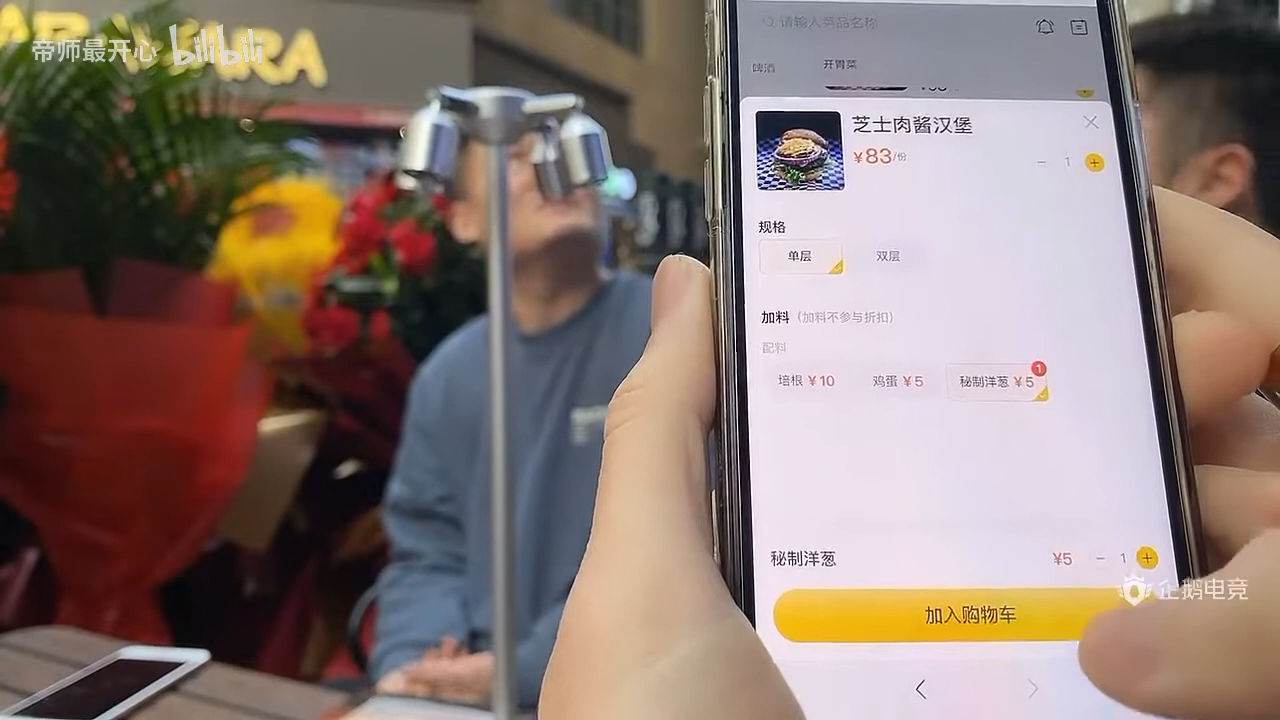 帝师最开心 bilibili
请输入菜品名称
啤酒
开胃菜
芝士肉酱汉堡
¥83/份
1
规格
单层
双层
加料（加料不参与折扣）
配料
培根 ¥10
鸡蛋 ¥5
秘制洋葱 ¥5
1
秘制洋葱
¥5
1
加入购物车
企鹅电竞